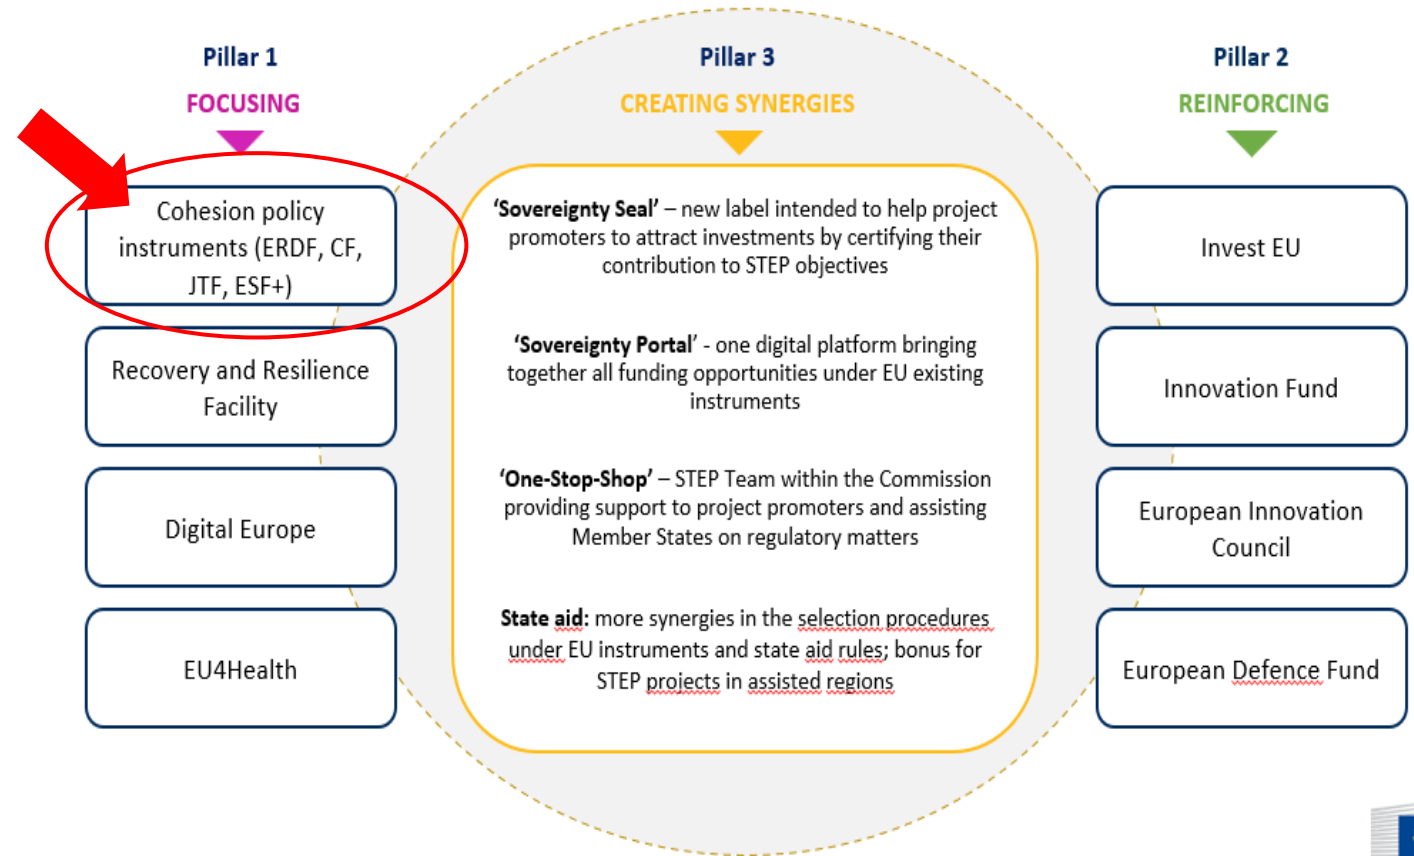 Pillar 1
FOCUSING
Cohesion policy
instruments (ERDF, CF,
JTF, ESF+)
Recovery and Resilience
Facility
Digital Europe
EU4Health
Pillar 3
CREATING SYNERGIES
‘Sovereignty Seal’ – new label intended to help project
promoters to attract investments by certifying their
contribution to STEP objectives
‘Sovereignty Portal’ - one digital platform bringing
together all funding opportunities under EU existing
instruments
‘One-Stop-Shop’ – STEP Team within the Commission
providing support to project promoters and assisting
Member States on regulatory matters
State aid: more synergies in the selection procedures
under EU instruments and state aid rules; bonus for
STEP projects in assisted regions
Pillar 2
REINFORCING
Invest EU
Innovation Fund
European Innovation
Council
European Defence Fund